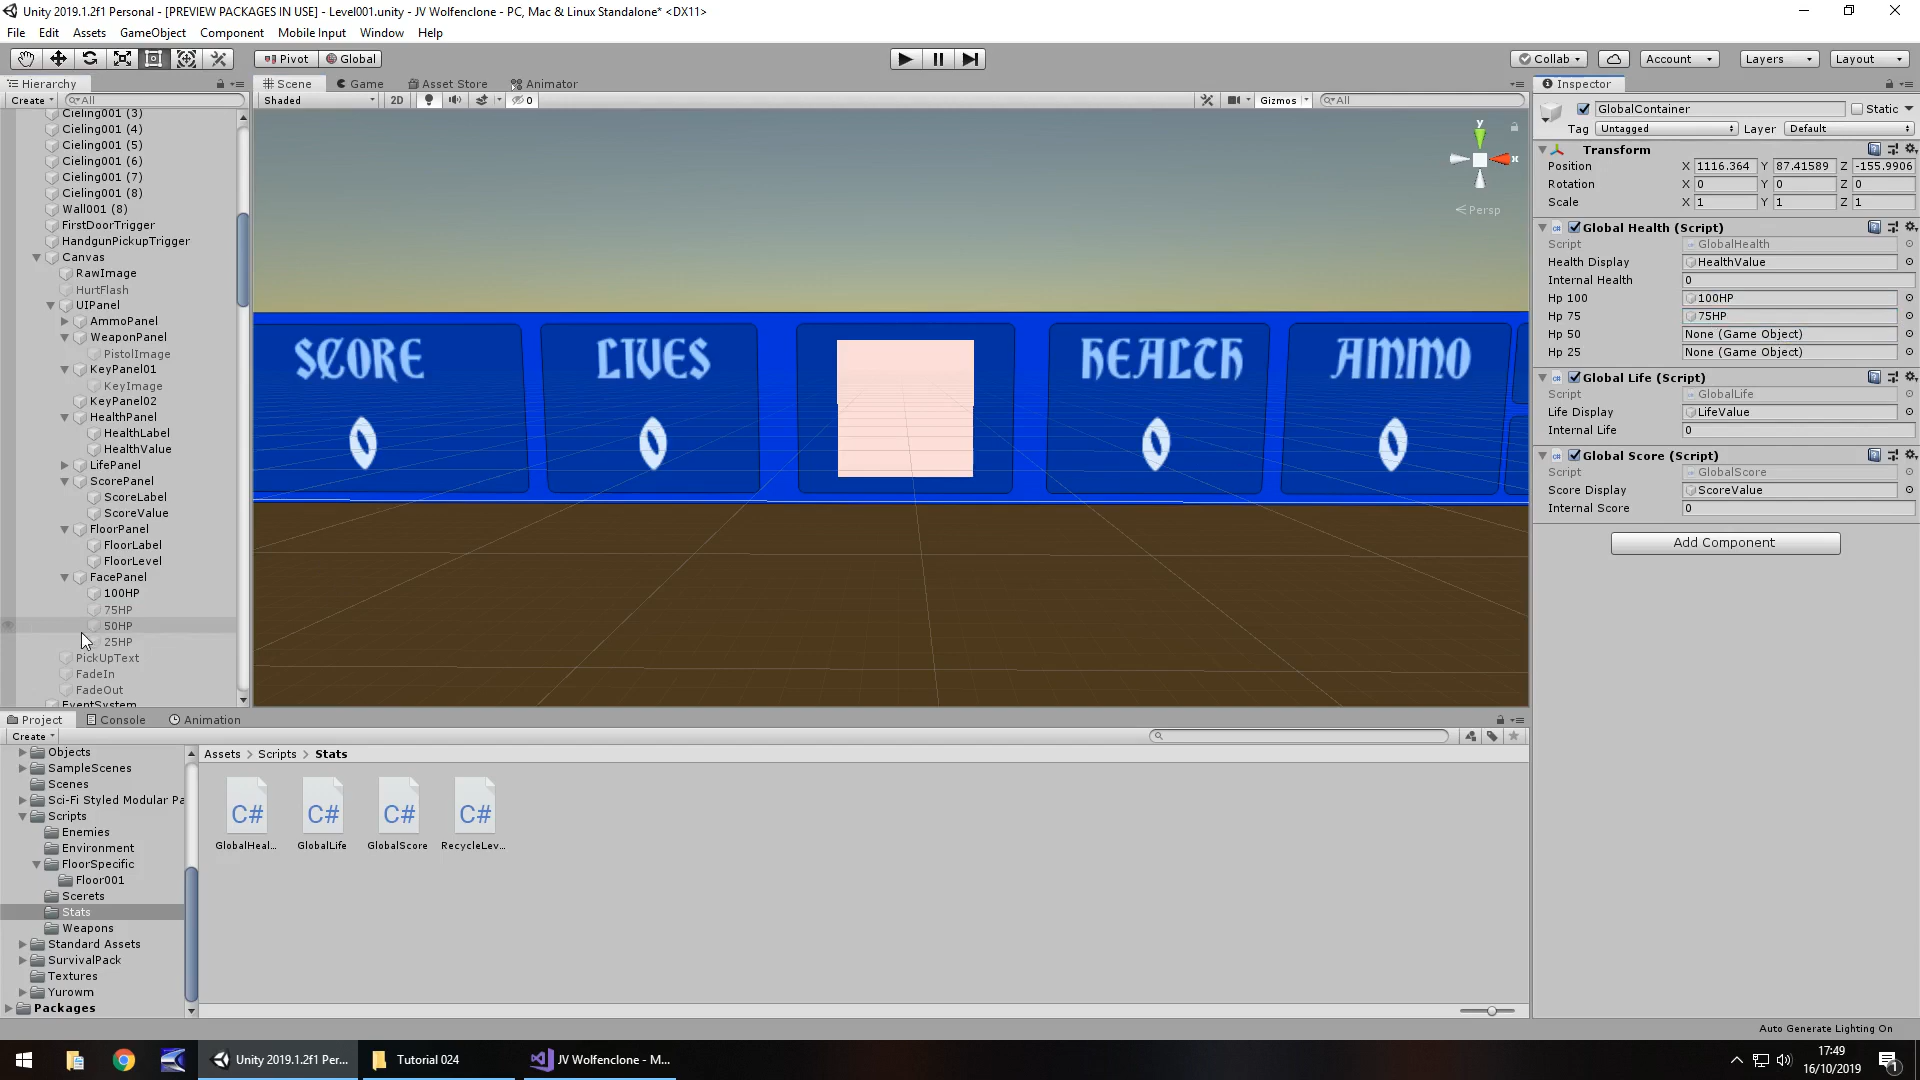 Unity 2019.1.2f1 Personal - [PREVIEW PACKAGES IN USE] - Level001.unity - JV Wolfenclone - PC, Mac & Linux Standalone* <DX11>
File Edit Assets GameObject Component Mobile Input Window Help
Pivot Global Collab Account Layers Layout
Hierarchy
Create All
Cieling001 (3)
Cieling001 (4)
Cieling001 (5)
Cieling001 (6)
Cieling001 (7)
Cieling001 (8)
Wall001 (8)
FirstDoorTrigger
HandgunPickupTrigger
Canvas
RawImage
HurtFlash
UIPanel
AmmoPanel
WeaponPanel
PistolImage
KeyPanel01
KeyImage
KeyPanel02
HealthPanel
HealthLabel
HealthValue
LifePanel
ScorePanel
ScoreLabel
ScoreValue
FloorPanel
FloorLabel
FloorLevel
FacePanel
100HP
75HP
50HP
25HP
PickUpText
FadeIn
FadeOut
EventSystem
Scene Game Asset Store Animator
Shaded 2D 0 Gizmos All
y
x
Persp
SCORE LIVES HEALTH AMMO
0 0 0 0
Inspector
GlobalContainer Static
Tag Untagged Layer Default
Transform
Position X 1116.364 Y 87.41589 Z -155.9906
Rotation X 0 Y 0 Z 0
Scale X 1 Y 1 Z 1
Global Health (Script)
Script GlobalHealth
Health Display HealthValue
Internal Health 0
Hp 100 100HP
Hp 75 75HP
Hp 50 None (Game Object)
Hp 25 None (Game Object)
Global Life (Script)
Script GlobalLife
Life Display LifeValue
Internal Life 0
Global Score (Script)
Script GlobalScore
Score Display ScoreValue
Internal Score 0
Add Component
Project Console Animation
Create
Objects
SampleScenes
Scenes
Sci-Fi Styled Modular Pa
Scripts
Enemies
Environment
FloorSpecific
Floor001
Scerets
Stats
Weapons
Standard Assets
SurvivalPack
Textures
Yurowm
Packages
Assets > Scripts > Stats
C# C# C# C#
GlobalHeal... GlobalLife GlobalScore RecycleLev...
Auto Generate Lighting On
Unity 2019.1.2f1 Per... Tutorial 024 JV Wolfenclone - M...
17:49
16/10/2019
1